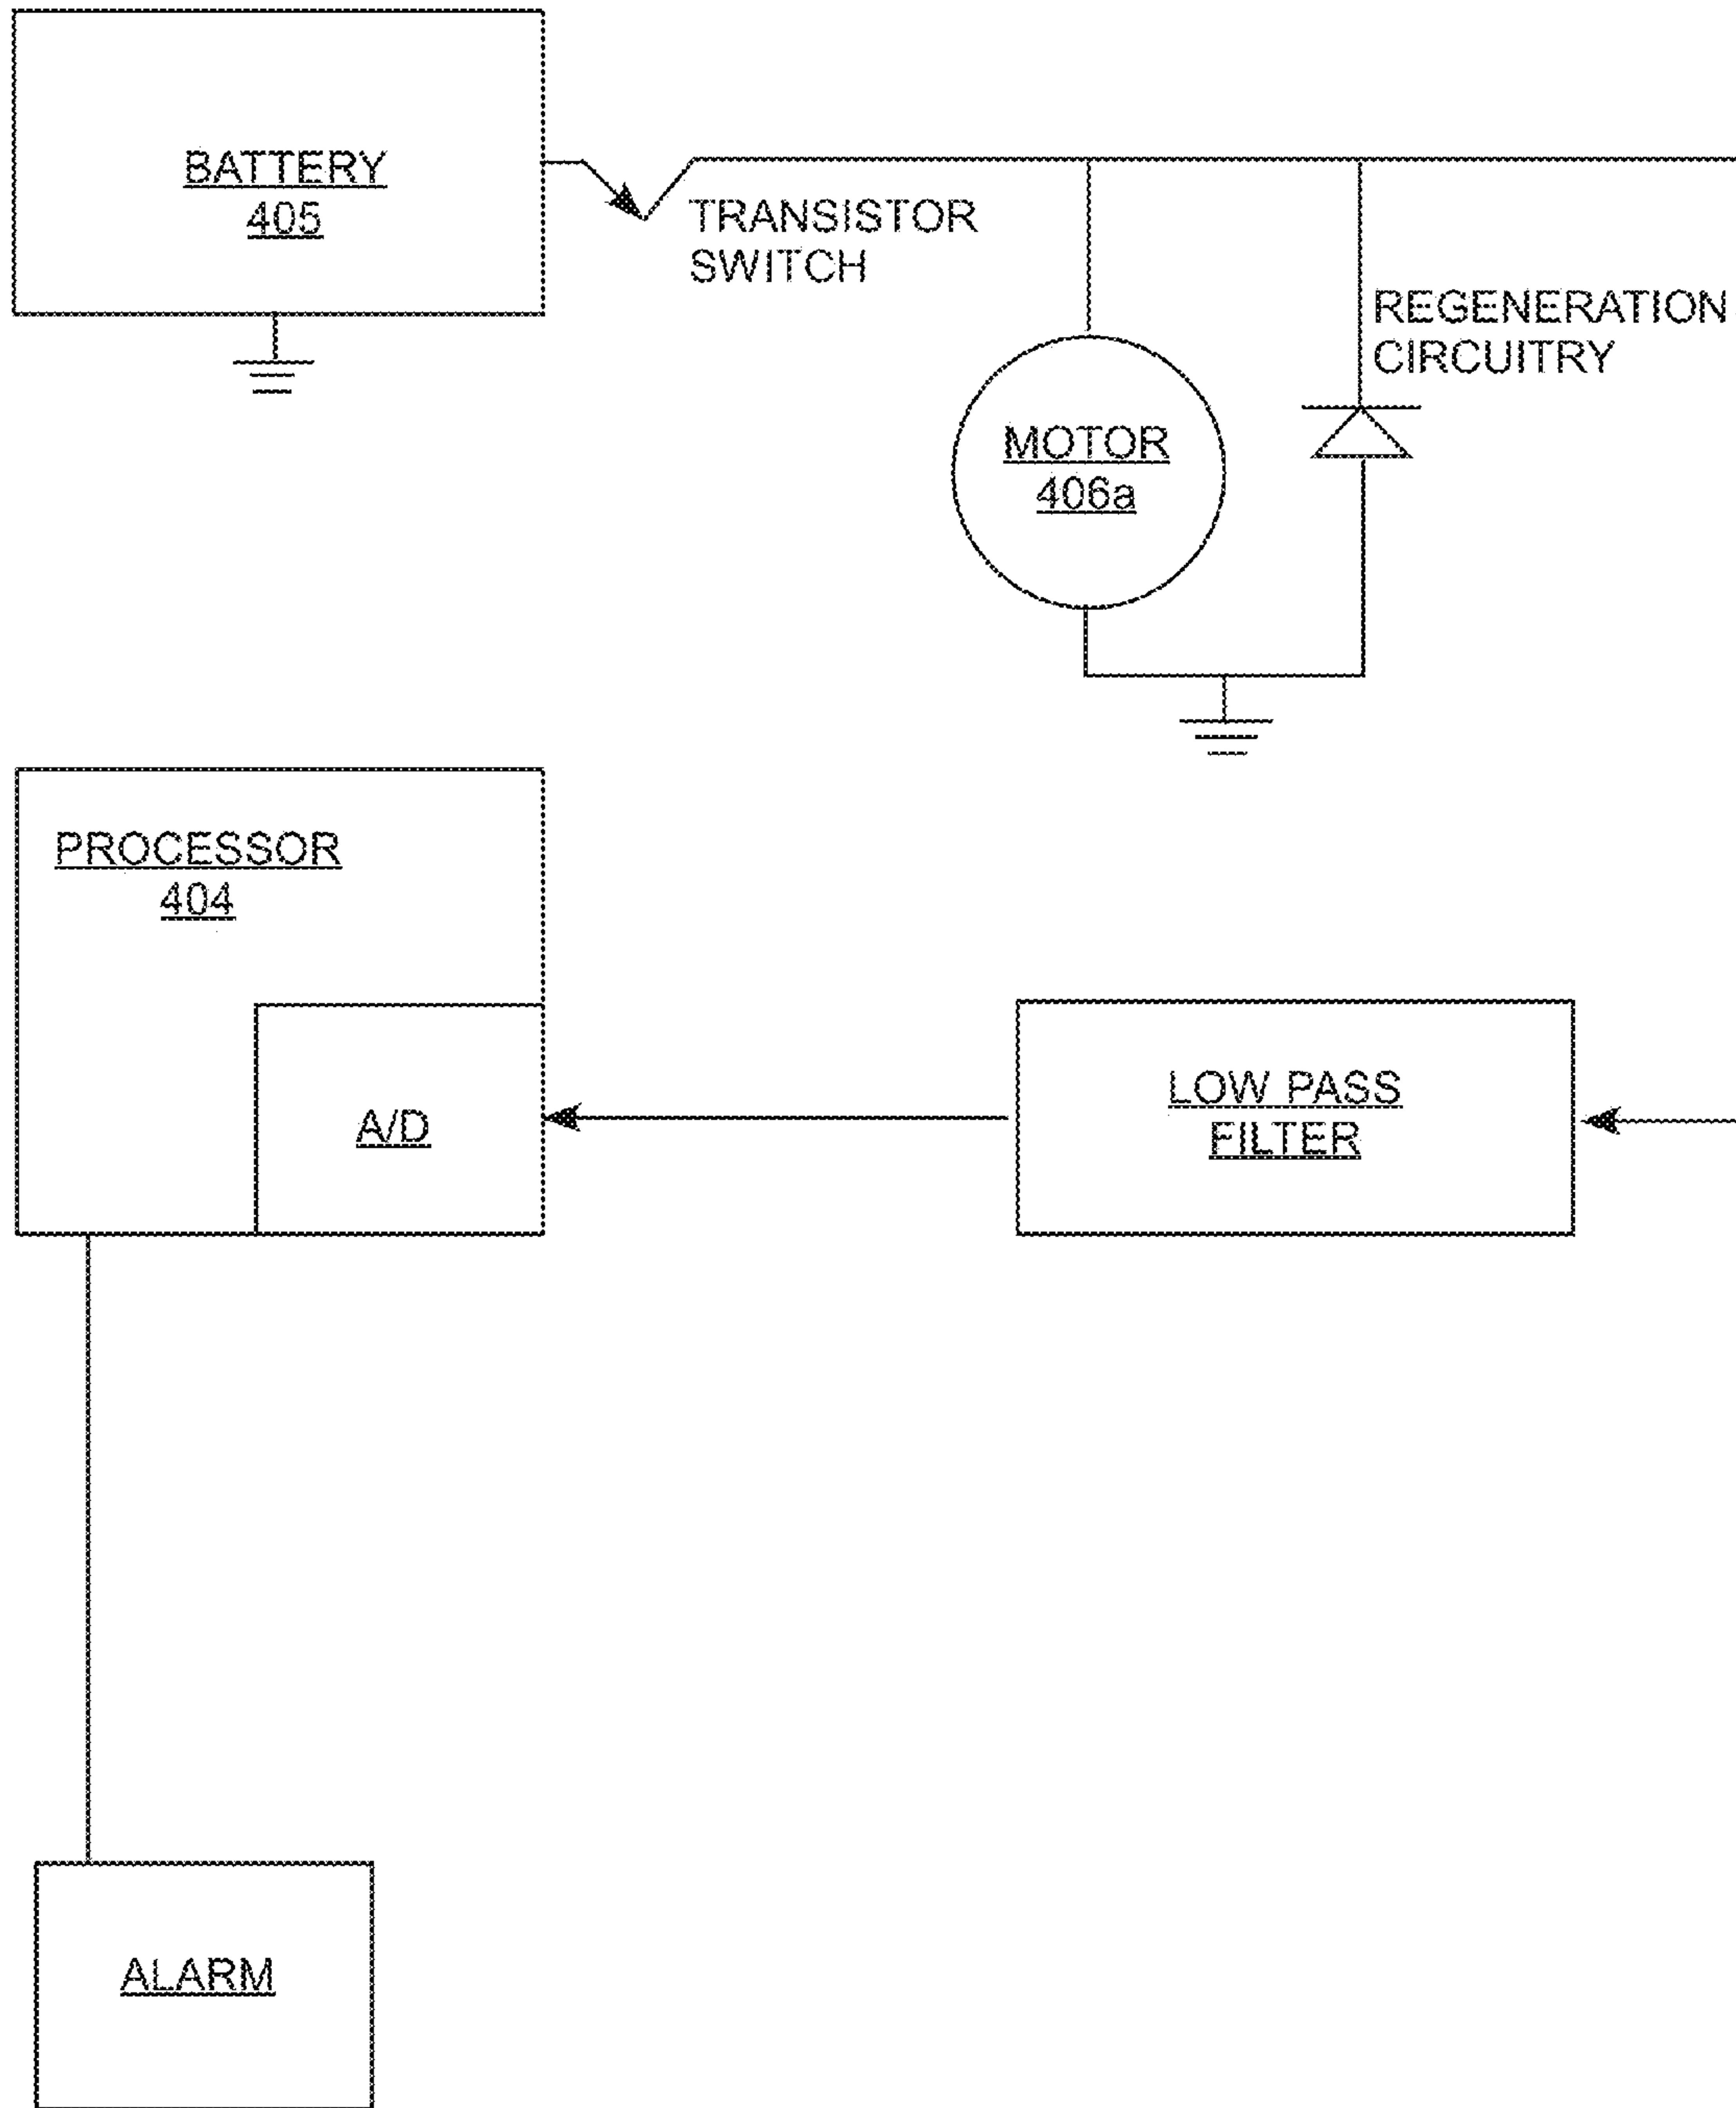 BATTERY
405
TRANSISTOR
SWITCH
REGENERATION
CIRCUITRY
MOTOR
406a
PROCESSOR
404
A/D
LOW PASS
FILTER
ALARM